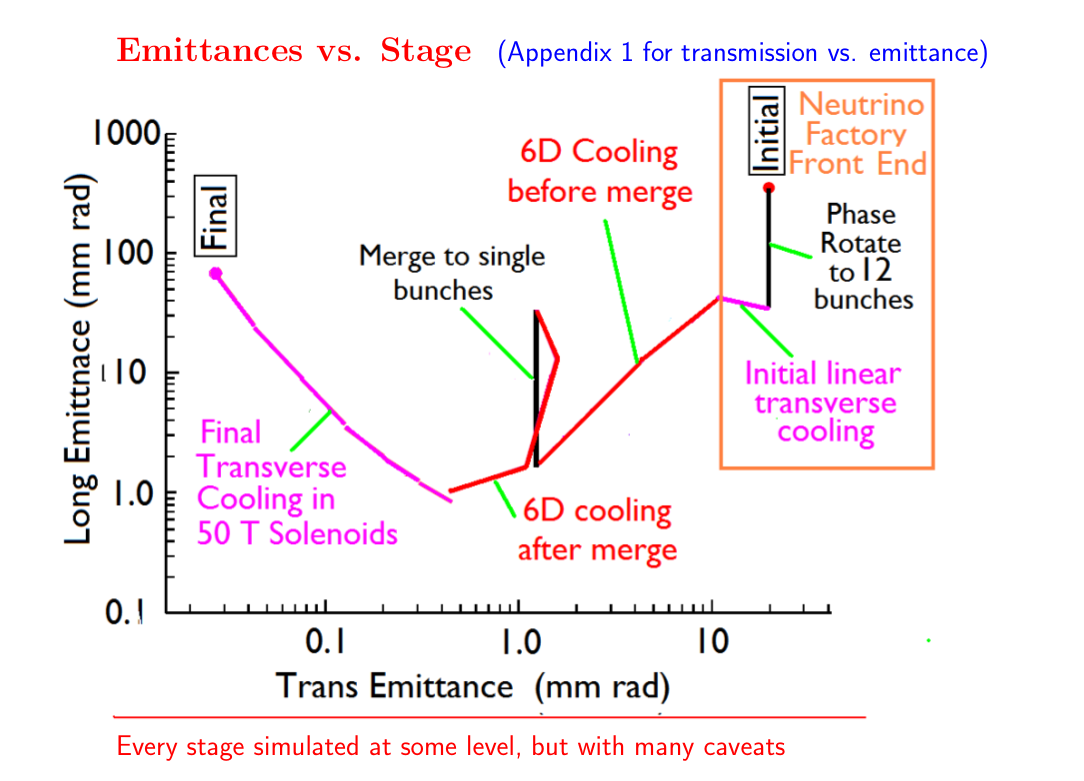 Emittances vs. Stage (Appendix 1 for transmission vs. emittance)
Initial
Neutrino
Factory
Front End
1000
6D Cooling
before merge
Final
Phase
Rotate
to 12
bunches
Merge to single
bunches
100
Long Emittnace (mm rad)
10
Initial linear
transverse
cooling
Final
Transverse
Cooling in
50 T Solenoids
1.0
6D cooling
after merge
0.1
0.1 1.0 10
Trans Emittance (mm rad)
Every stage simulated at some level, but with many caveats